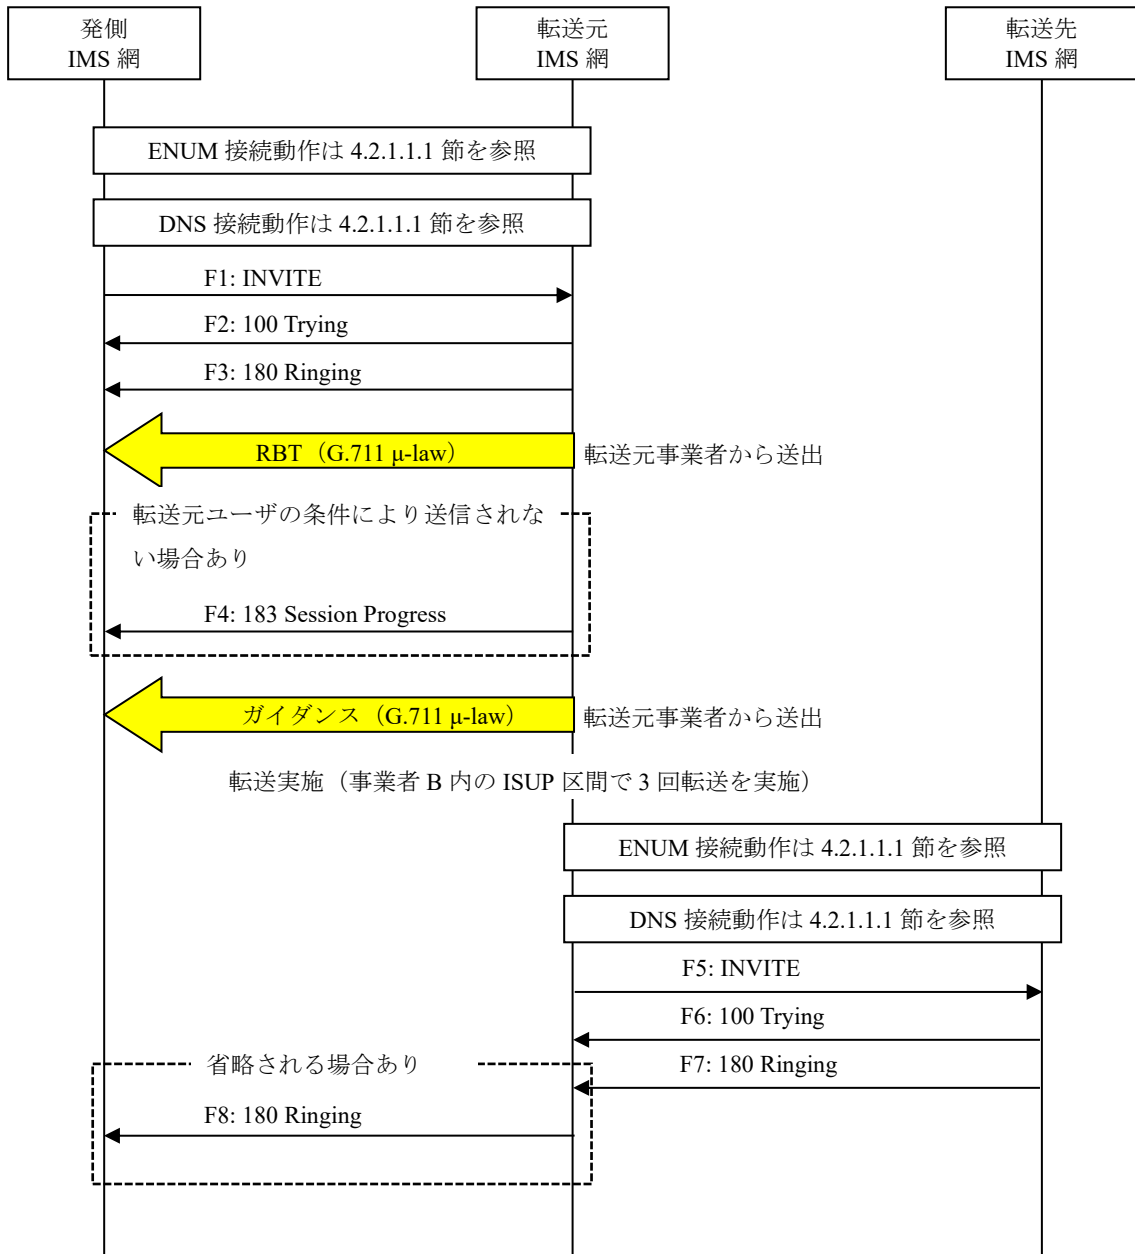 発側
IMS 網
転送元
IMS 網
転送先
IMS 網
ENUM 接続動作は 4.2.1.1.1 節を参照
DNS 接続動作は 4.2.1.1.1 節を参照
F1: INVITE
F2: 100 Trying
F3: 180 Ringing
RBT（G.711 μ-law）
転送元事業者から送出
転送元ユーザの条件により送信されな
い場合あり
F4: 183 Session Progress
ガイダンス（G.711 μ-law）
転送元事業者から送出
転送実施（事業者 B 内の ISUP 区間で 3 回転送を実施）
ENUM 接続動作は 4.2.1.1.1 節を参照
DNS 接続動作は 4.2.1.1.1 節を参照
F5: INVITE
F6: 100 Trying
F7: 180 Ringing
省略される場合あり
F8: 180 Ringing